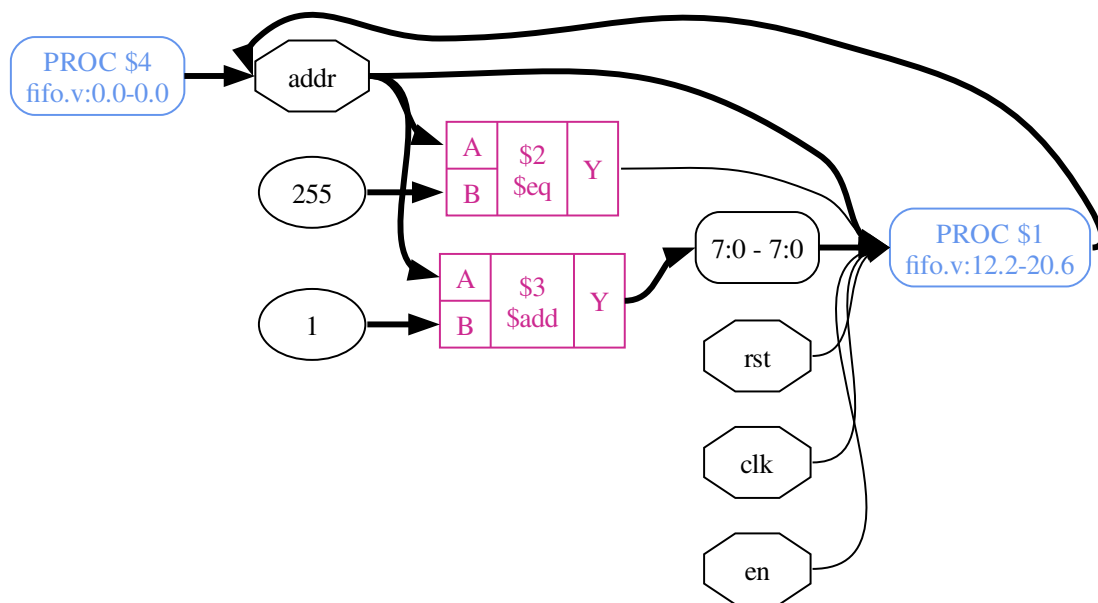 PROC $4
fifo.v:0.0-0.0
addr
A
B
$2
$eq
Y
255
7:0 - 7:0
PROC $1
fifo.v:12.2-20.6
A
B
$3
$add
Y
1
rst
clk
en